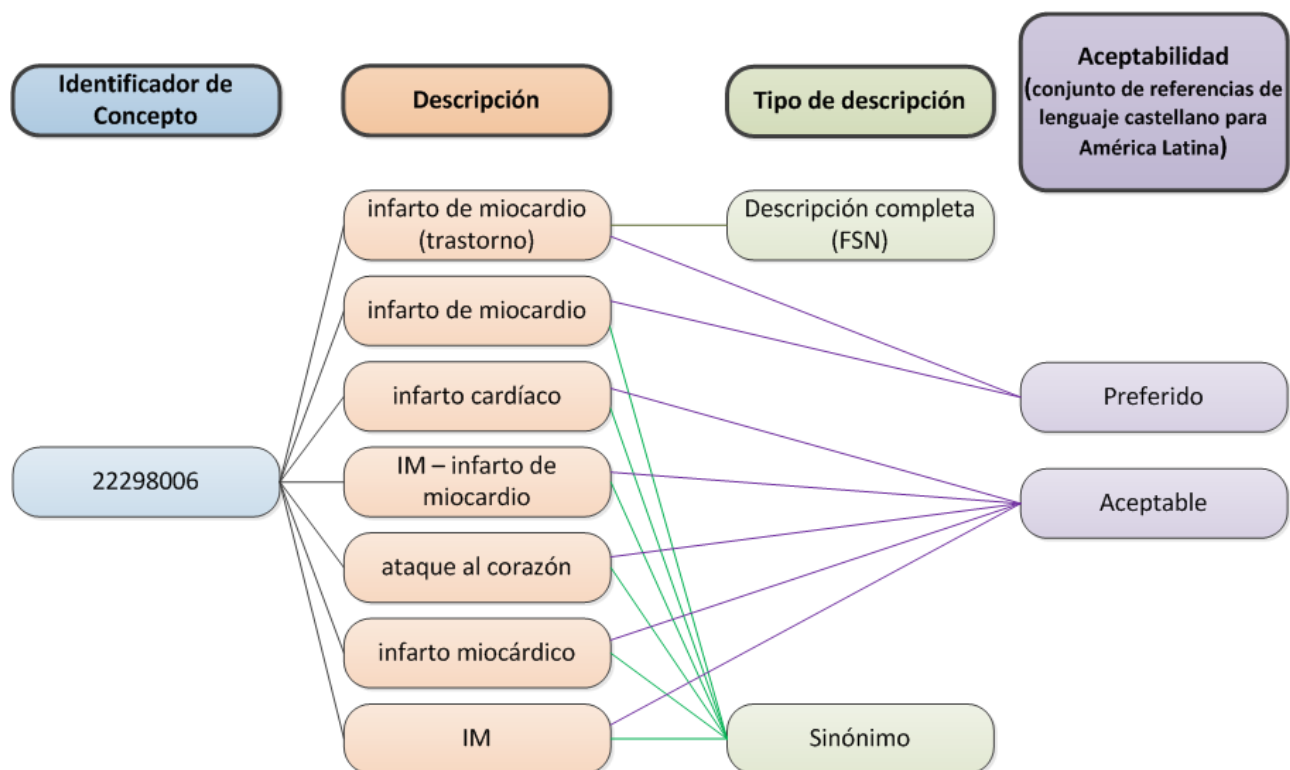 Identificador de
Concepto
Descripción
Tipo de descripción
Aceptabilidad
(conjunto de referencias de
lenguaje castellano para
América Latina)
infarto de miocardio
(trastorno)
Descripción completa
(FSN)
infarto de miocardio
infarto cardíaco
Preferido
22298006
IM – infarto de
miocardio
Aceptable
ataque al corazón
infarto miocárdico
IM
Sinónimo